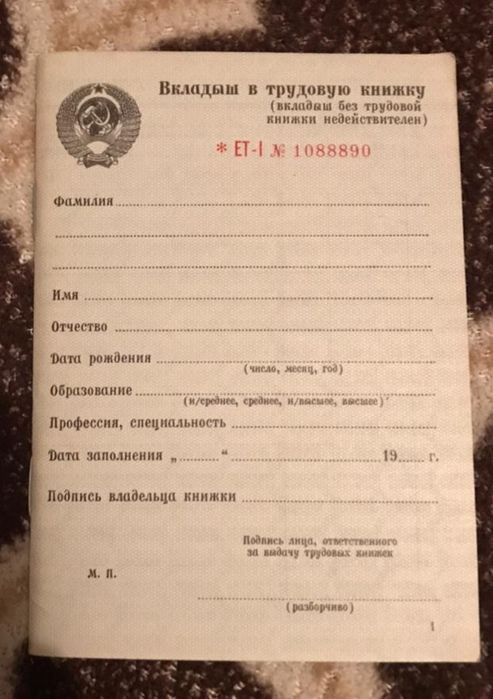 Вкладыш в трудовую книжку
(вкладыш без трудовой
книжки недействителен)
* ЕТ-I № 1088890
Фамилия
Имя
Отчество
Дата рождения
(число, месяц, год)
Образование
(н/среднее, среднее, н/высшее, высшее)
Профессия, специальность
Дата заполнения „ “ 19 г.
Подпись владельца книжки
Подпись лица, ответственного
за выдачу трудовых книжек
М. П.
(разборчиво)
1